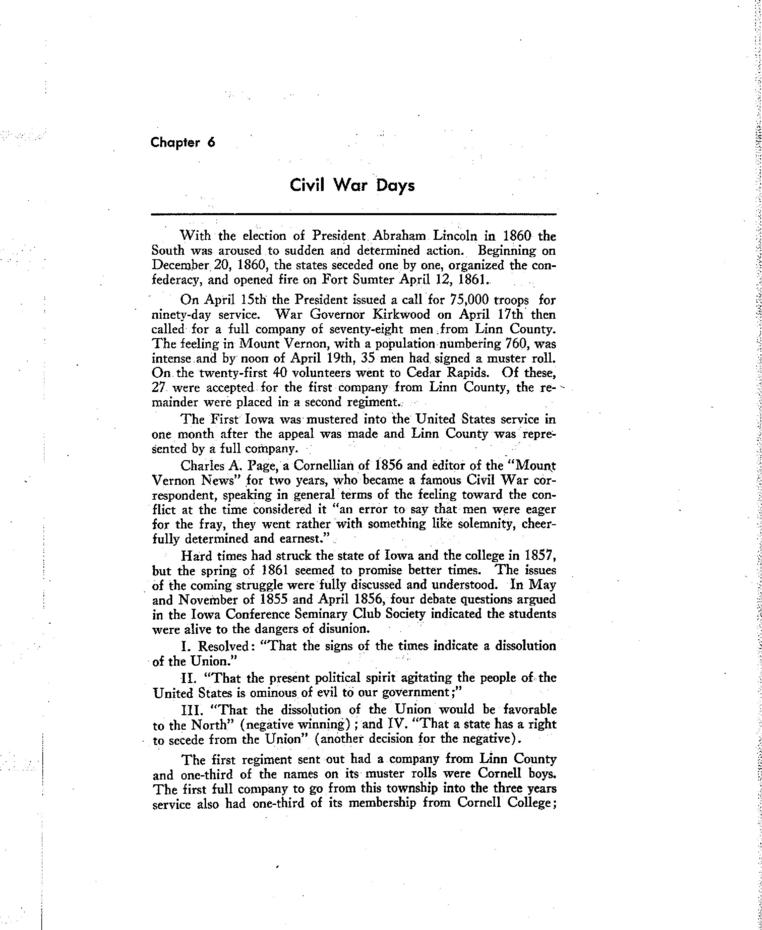 Chapter 6
Civil War Days
With the election of President Abraham Lincoln in 1860 the
South was aroused to sudden and determined action. Beginning on
December 20, 1860, the states seceded one by one, organized the con-
federacy, and opened fire on Fort Sumter April 12, 1861.
On April 15th the President issued a call for 75,000 troops for
ninety-day service. War Governor Kirkwood on April 17th then
called for a full company of seventy-eight men from Linn County.
The feeling in Mount Vernon, with a population numbering 760, was
intense and by noon of April 19th, 35 men had signed a muster roll.
On the twenty-first 40 volunteers went to Cedar Rapids. Of these,
27 were accepted for the first company from Linn County, the re-
mainder were placed in a second regiment.
The First Iowa was mustered into the United States service in
one month after the appeal was made and Linn County was repre-
sented by a full company.
Charles A. Page, a Cornellian of 1856 and editor of the "Mount
Vernon News" for two years, who became a famous Civil War cor-
respondent, speaking in general terms of the feeling toward the con-
flict at the time considered it "an error to say that men were eager
for the fray, they went rather with something like solemnity, cheer-
fully determined and earnest."
Hard times had struck the state of Iowa and the college in 1857,
but the spring of 1861 seemed to promise better times. The issues
of the coming struggle were fully discussed and understood. In May
and November of 1855 and April 1856, four debate questions argued
in the Iowa Conference Seminary Club Society indicated the students
were alive to the dangers of disunion.
I. Resolved: "That the signs of the times indicate a dissolution
of the Union."
II. "That the present political spirit agitating the people of the
United States is ominous of evil to our government;"
III. "That the dissolution of the Union would be favorable
to the North" (negative winning); and IV. "That a state has a right
to secede from the Union" (another decision for the negative).
The first regiment sent out had a company from Linn County
and one-third of the names on its muster rolls were Cornell boys.
The first full company to go from this township into the three years
service also had one-third of its membership from Cornell College;